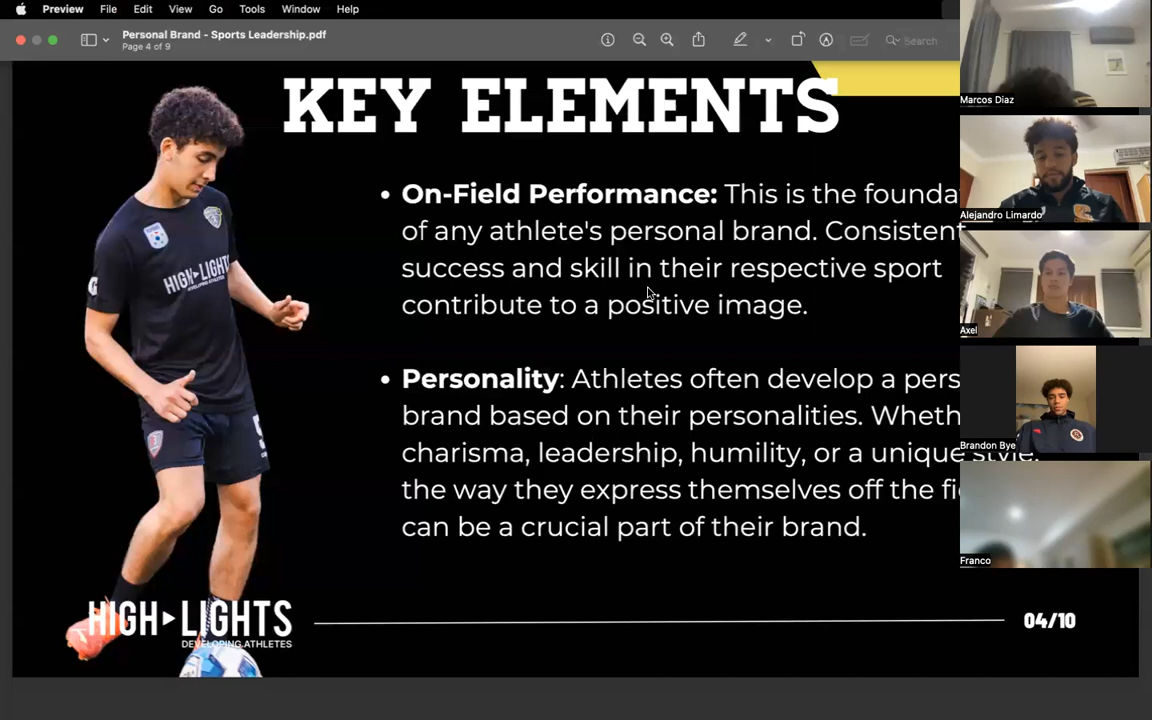 Preview File Edit View Go Tools Window Help
Personal Brand - Sports Leadership.pdf
Page 4 of 9
Search
KEY ELEMENTS
• On-Field Performance: This is the founda
of any athlete's personal brand. Consistent
success and skill in their respective sport
contribute to a positive image.
• Personality: Athletes often develop a pers
brand based on their personalities. Wheth
charisma, leadership, humility, or a unique style,
the way they express themselves off the fi
can be a crucial part of their brand.
HIGH LIGHTS
DEVELOPING ATHLETES
HIGH LIGHTS
DEVELOPING ATHLETES
04/10
Marcos Diaz
Alejandro Limardo
Axel
Brandon Bye
Franco